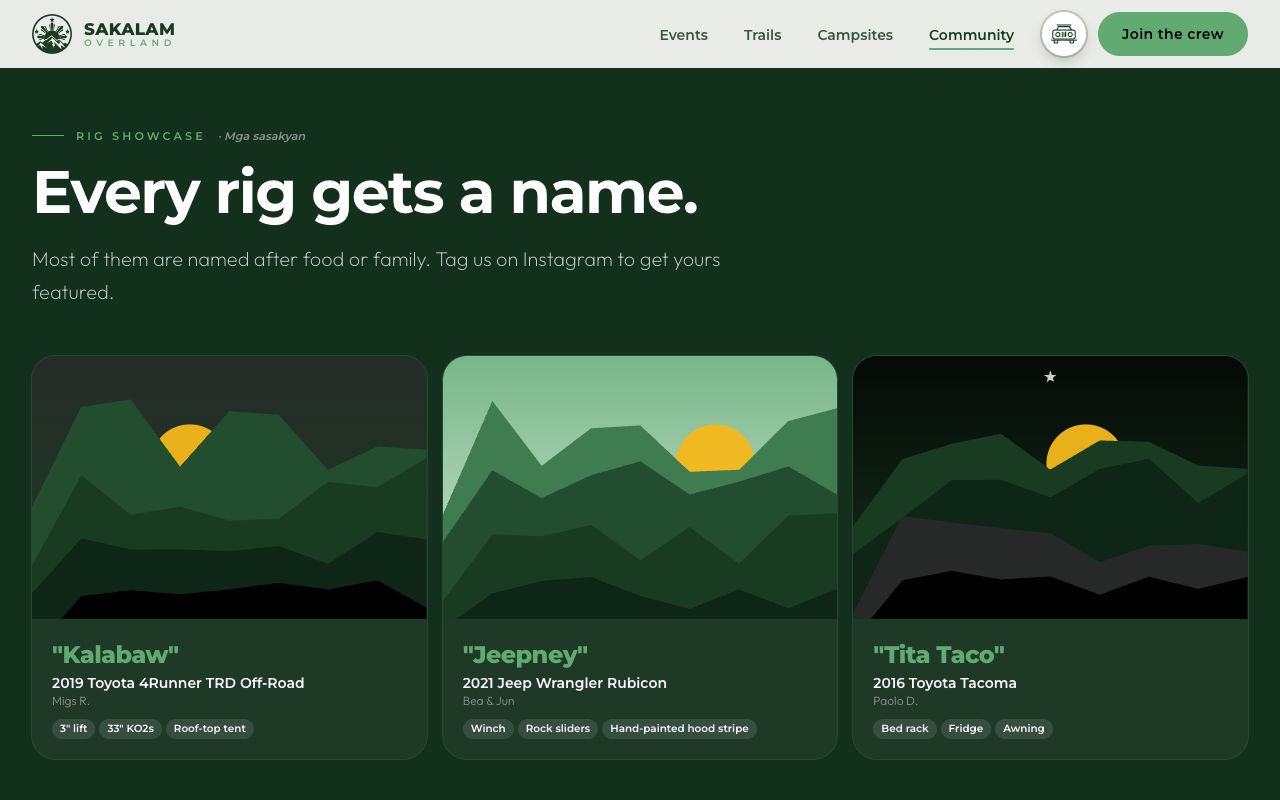 SAKALAM
OVERLAND
Events
Trails
Campsites
Community
Join the crew
RIG SHOWCASE · Mga sasakyan
Every rig gets a name.
Most of them are named after food or family. Tag us on Instagram to get yours
featured.
"Kalabaw"
2019 Toyota 4Runner TRD Off-Road
Migs R.
3" lift
33" KO2s
Roof-top tent
"Jeepney"
2021 Jeep Wrangler Rubicon
Bea & Jun
Winch
Rock sliders
Hand-painted hood stripe
"Tita Taco"
2016 Toyota Tacoma
Paolo D.
Bed rack
Fridge
Awning